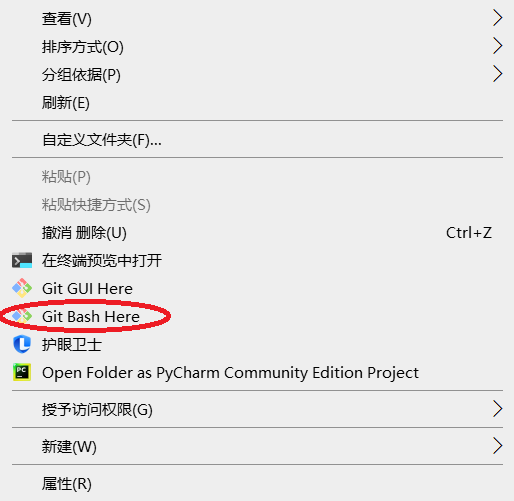 查看(V)
排序方式(O)
分组依据(P)
刷新(E)
自定义文件夹(F)...
粘贴(P)
粘贴快捷方式(S)
撤消 删除(U) Ctrl+Z
在终端预览中打开
Git GUI Here
Git Bash Here
护眼卫士
Open Folder as PyCharm Community Edition Project
授予访问权限(G)
新建(W)
属性(R)